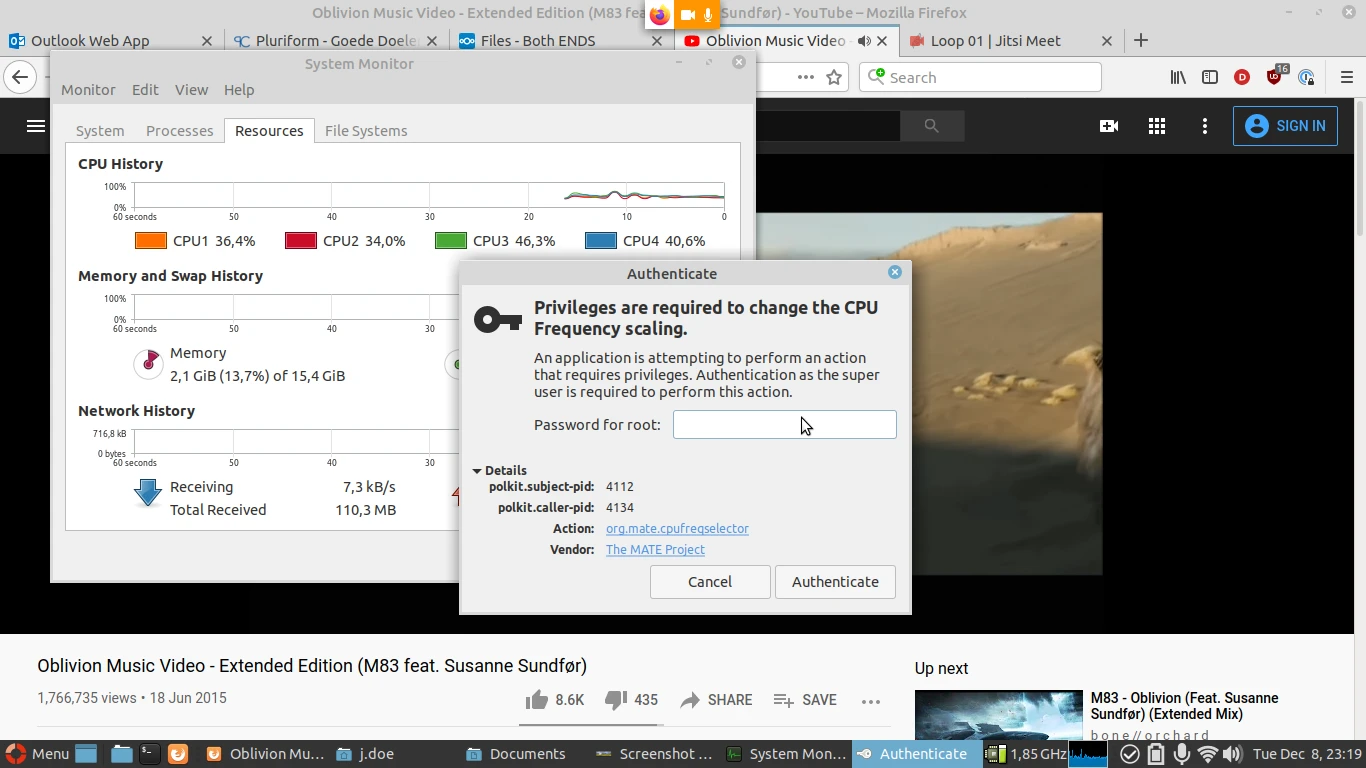 Oblivion Music Video - Extended Edition (M83 fea
Sundfør) - YouTube – Mozilla Firefox
Outlook Web App
Pluriform - Goede Doele
Files - Both ENDS
Oblivion Music Video
Loop 01 | Jitsi Meet
System Monitor
Search
16
Monitor Edit View Help
SIGN IN
System Processes Resources File Systems
CPU History
100%
0%
60 seconds 50 40 30 20 10 0
CPU1 36,4% CPU2 34,0% CPU3 46,3% CPU4 40,6%
Memory and Swap History
100%
0%
60 seconds 50 40 30
Memory
2,1 GiB (13,7%) of 15,4 GiB
Network History
716,8 kB
0 bytes
60 seconds 50 40 30
Receiving 7,3 kB/s
Total Received 110,3 MB
Authenticate
Privileges are required to change the CPU
Frequency scaling.
An application is attempting to perform an action
that requires privileges. Authentication as the super
user is required to perform this action.
Password for root:
Details
polkit.subject-pid: 4112
polkit.caller-pid: 4134
Action: org.mate.cpufreqselector
Vendor: The MATE Project
Cancel Authenticate
Oblivion Music Video - Extended Edition (M83 feat. Susanne Sundfør)
1,766,735 views • 18 Jun 2015
8.6K 435 SHARE SAVE
Up next
M83 - Oblivion (Feat. Susanne
Sundfør) (Extended Mix)
bone//orchard
Menu Oblivion Mu... j.doe Documents Screenshot ... System Mon... Authenticate 1,85 GHz Tue Dec 8, 23:19